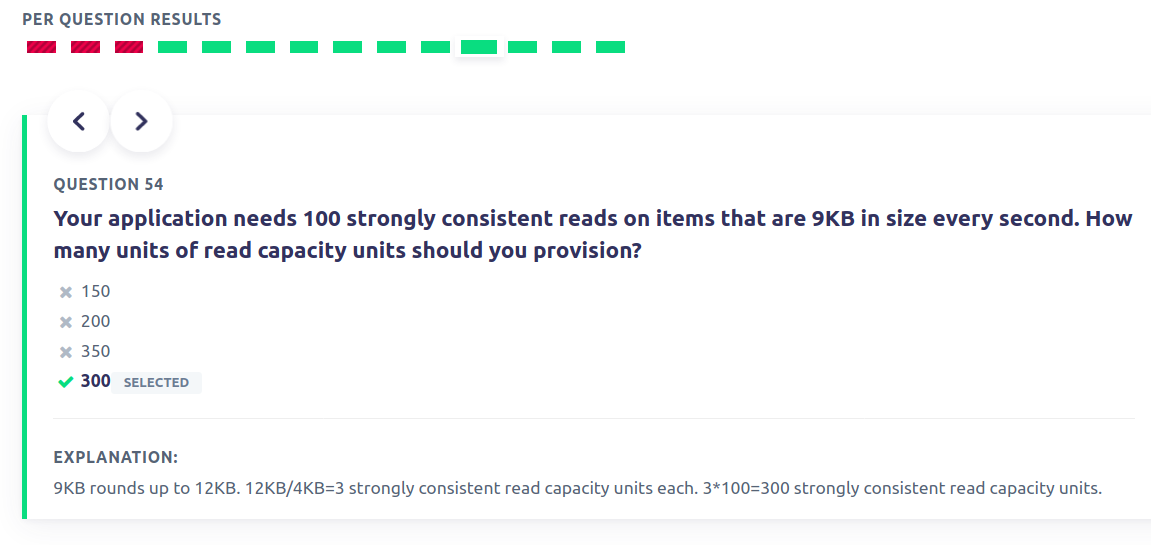 PER QUESTION RESULTS
QUESTION 54
Your application needs 100 strongly consistent reads on items that are 9KB in size every second. How
many units of read capacity units should you provision?
150
200
350
300 SELECTED
EXPLANATION:
9KB rounds up to 12KB. 12KB/4KB=3 strongly consistent read capacity units each. 3*100=300 strongly consistent read capacity units.